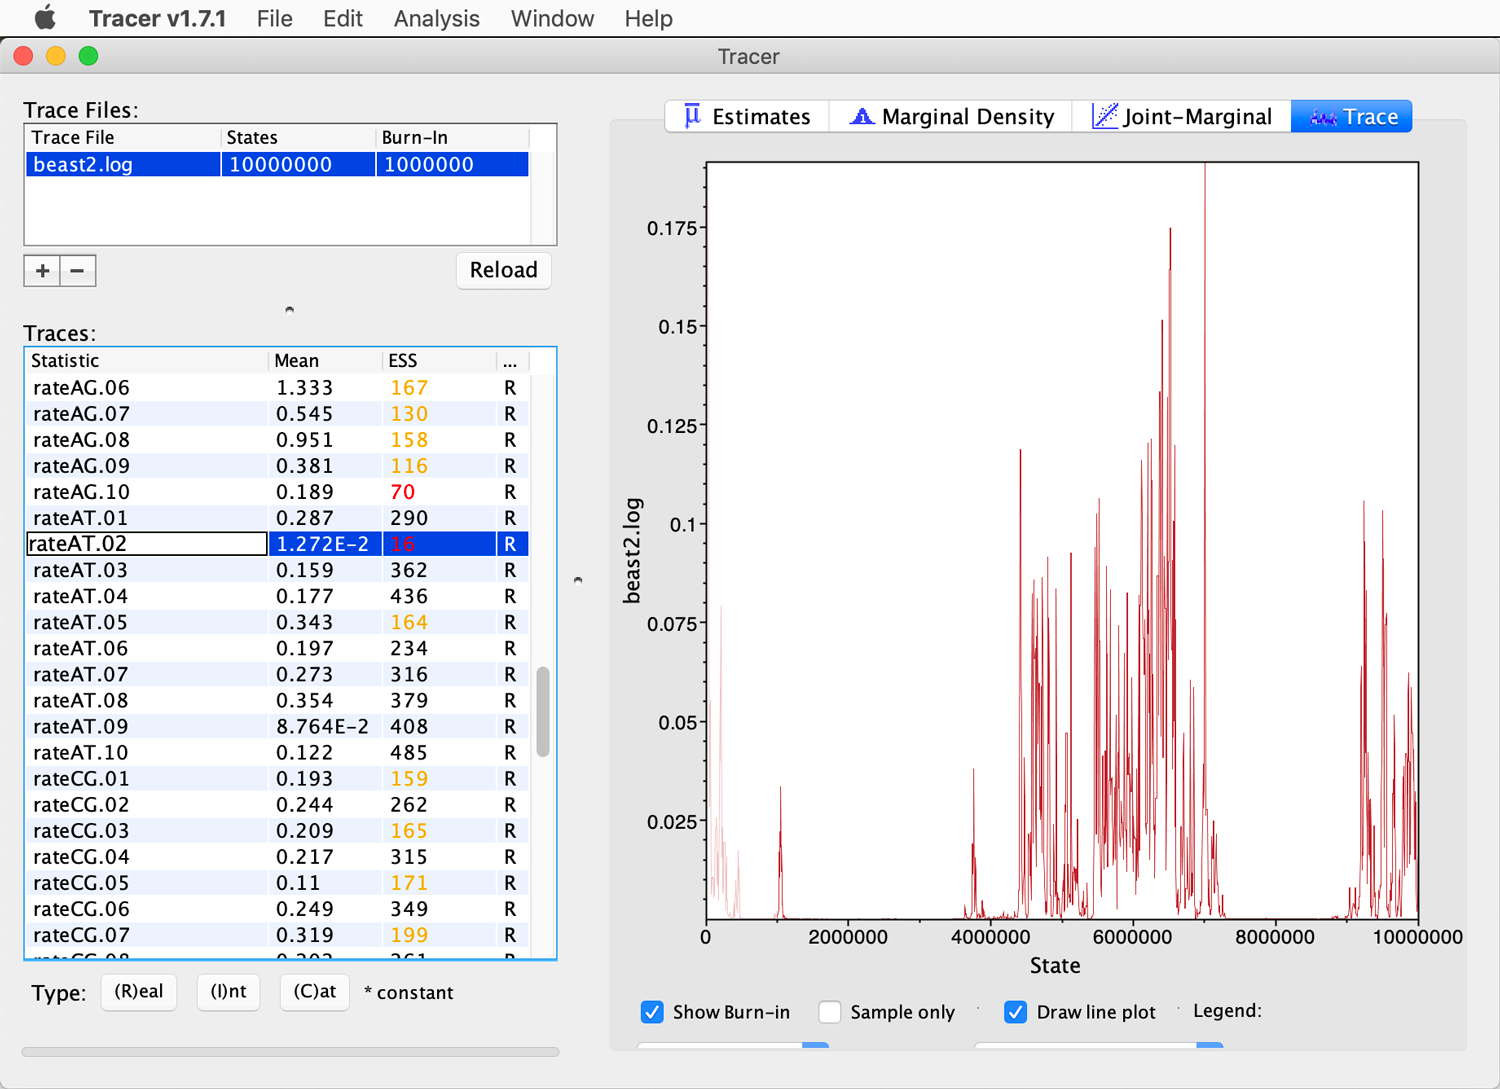 Tracer v1.7.1 File Edit Analysis Window Help
Tracer
Trace Files:
Trace File States Burn-In
beast2.log 10000000 1000000
+ −
Reload
Traces:
Statistic Mean ESS ...
rateAG.06 1.333 167 R
rateAG.07 0.545 130 R
rateAG.08 0.951 158 R
rateAG.09 0.381 116 R
rateAG.10 0.189 70 R
rateAT.01 0.287 290 R
rateAT.02 1.272E-2 16 R
rateAT.03 0.159 362 R
rateAT.04 0.177 436 R
rateAT.05 0.343 164 R
rateAT.06 0.197 234 R
rateAT.07 0.273 316 R
rateAT.08 0.354 379 R
rateAT.09 8.764E-2 408 R
rateAT.10 0.122 485 R
rateCG.01 0.193 159 R
rateCG.02 0.244 262 R
rateCG.03 0.209 165 R
rateCG.04 0.217 315 R
rateCG.05 0.11 171 R
rateCG.06 0.249 349 R
rateCG.07 0.319 199 R
Type: (R)eal (I)nt (C)at * constant
Estimates Marginal Density Joint-Marginal Trace
0.175
0.15
0.125
0.1
0.075
0.05
0.025
beast2.log
0 2000000 4000000 6000000 8000000 10000000
State
Show Burn-in Sample only Draw line plot Legend: